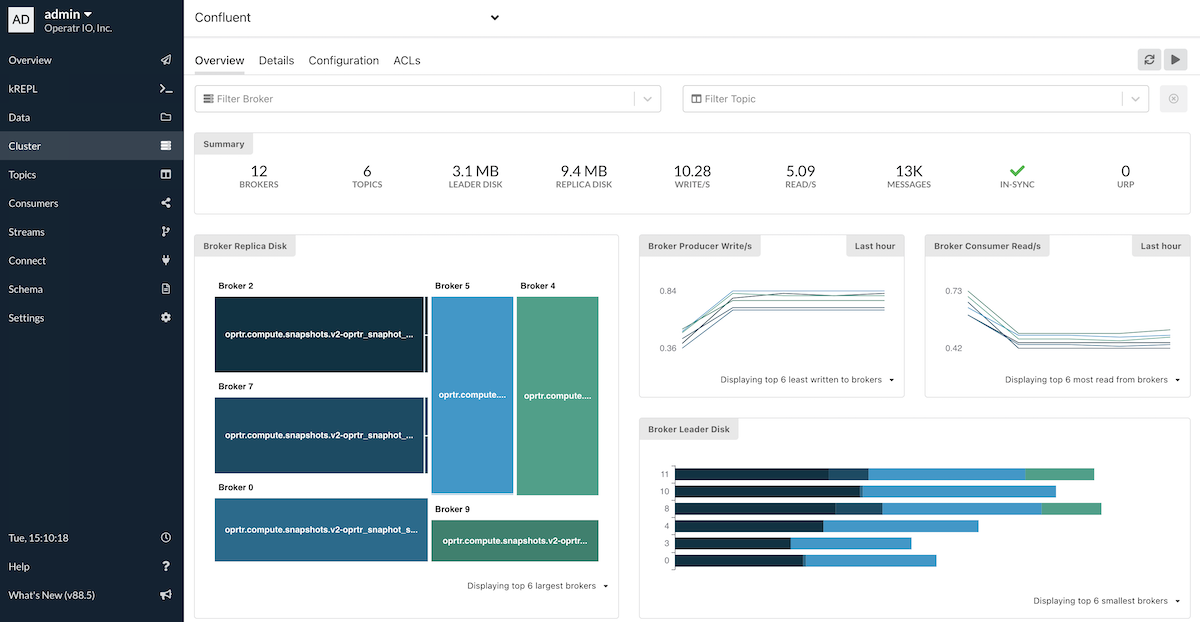 AD
admin
Operatr IO, Inc.
Overview
kREPL
Data
Cluster
Topics
Consumers
Streams
Connect
Schema
Settings
Tue, 15:10:18
Help
What's New (v88.5)
Confluent
Overview Details Configuration ACLs
Filter Broker
Filter Topic
Summary
12 6 3.1 MB 9.4 MB 10.28 5.09 13K 0
BROKERS TOPICS LEADER DISK REPLICA DISK WRITE/S READ/S MESSAGES IN-SYNC URP
Broker Replica Disk
Broker 2
oprtr.compute.snapshots.v2-oprtr_snaphot_...
Broker 7
oprtr.compute.snapshots.v2-oprtr_snaphot_...
Broker 0
oprtr.compute.snapshots.v2-oprtr_snaphot_s...
Broker 5
oprtr.compute....
Broker 4
oprtr.compute....
Broker 9
oprtr.compute.snapshots.v2-oprtr...
Displaying top 6 largest brokers
Broker Producer Write/s
Last hour
0.84
0.36
Displaying top 6 least written to brokers
Broker Consumer Read/s
Last hour
0.73
0.42
Displaying top 6 most read from brokers
Broker Leader Disk
11
10
8
4
3
0
Displaying top 6 smallest brokers